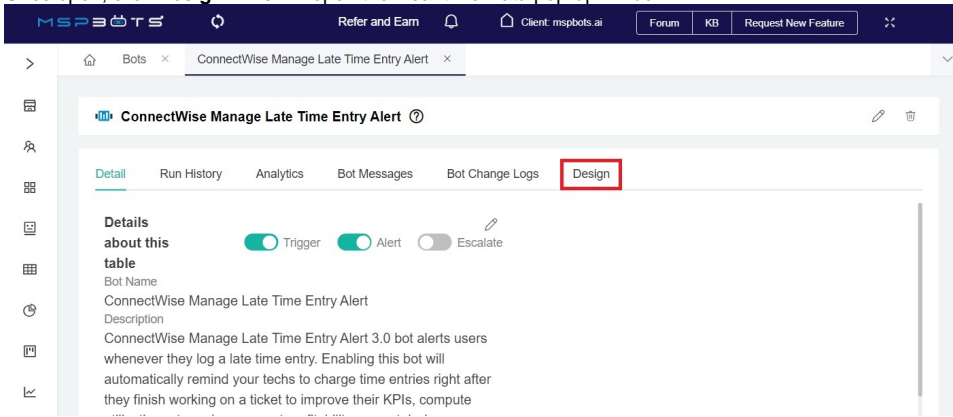 MSPBOTS Refer and Earn Client: mspbots.ai Forum KB Request New Feature
Bots × ConnectWise Manage Late Time Entry Alert ×
ConnectWise Manage Late Time Entry Alert
Detail Run History Analytics Bot Messages Bot Change Logs Design
Details
about this
table
Trigger Alert Escalate
Bot Name
ConnectWise Manage Late Time Entry Alert
Description
ConnectWise Manage Late Time Entry Alert 3.0 bot alerts users
whenever they log a late time entry. Enabling this bot will
automatically remind your techs to charge time entries right after
they finish working on a ticket to improve their KPIs, compute